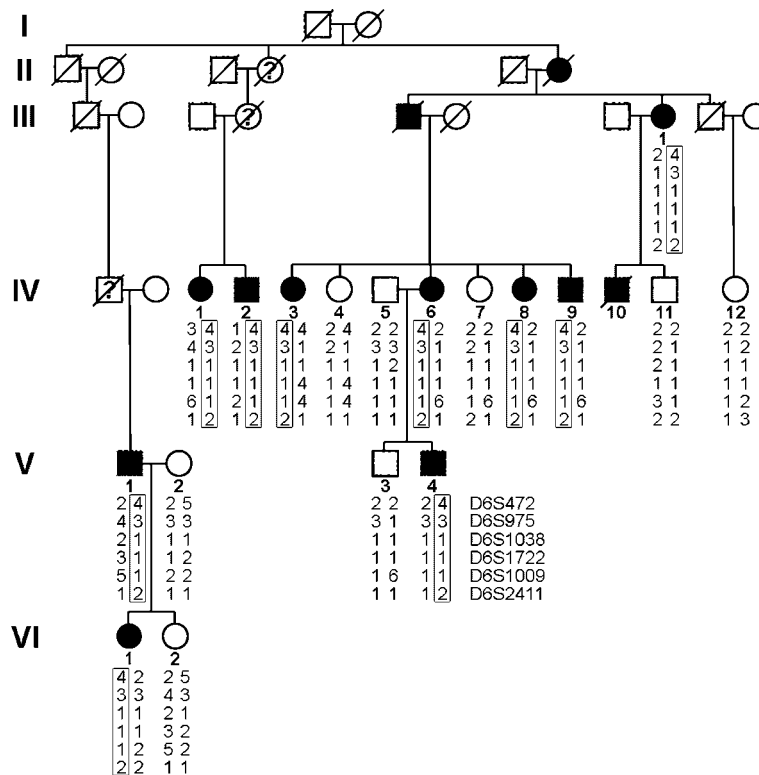 I
II ?
III ?
1
2 4
1 3
1 1
1 1
1 1
2 2
IV ?
1 2 3 4 5 6 7 8 9 10 11 12
3 4 1 4 4 4 2 4 2 2 4 2 2 2 4 2 4 2 2 2 1 2
4 3 2 3 3 1 2 1 3 3 3 1 2 1 3 1 3 1 2 1 2 2
1 1 1 1 1 1 2 1 1 2 1 1 2 1 1 1 1 1 2 1 1 1
1 1 1 1 1 4 1 4 1 1 1 1 1 1 1 1 1 1 1 1 1 1
6 1 2 1 1 4 1 4 1 1 1 6 1 6 1 6 1 6 3 1 1 2
1 2 1 2 2 1 1 1 1 1 2 1 2 1 2 1 2 1 2 2 1 3
V
1 2 3 4
2 4 2 5 2 2 2 4 D6S472
4 3 3 3 3 1 3 3 D6S975
2 1 1 1 1 1 1 1 D6S1038
3 1 1 2 1 1 1 1 D6S1722
5 1 2 2 1 6 1 1 D6S1009
1 2 1 1 1 1 1 2 D6S2411
VI
1 2
4 2 2 5
3 3 4 3
1 1 2 1
1 1 3 2
1 2 5 2
2 2 1 1